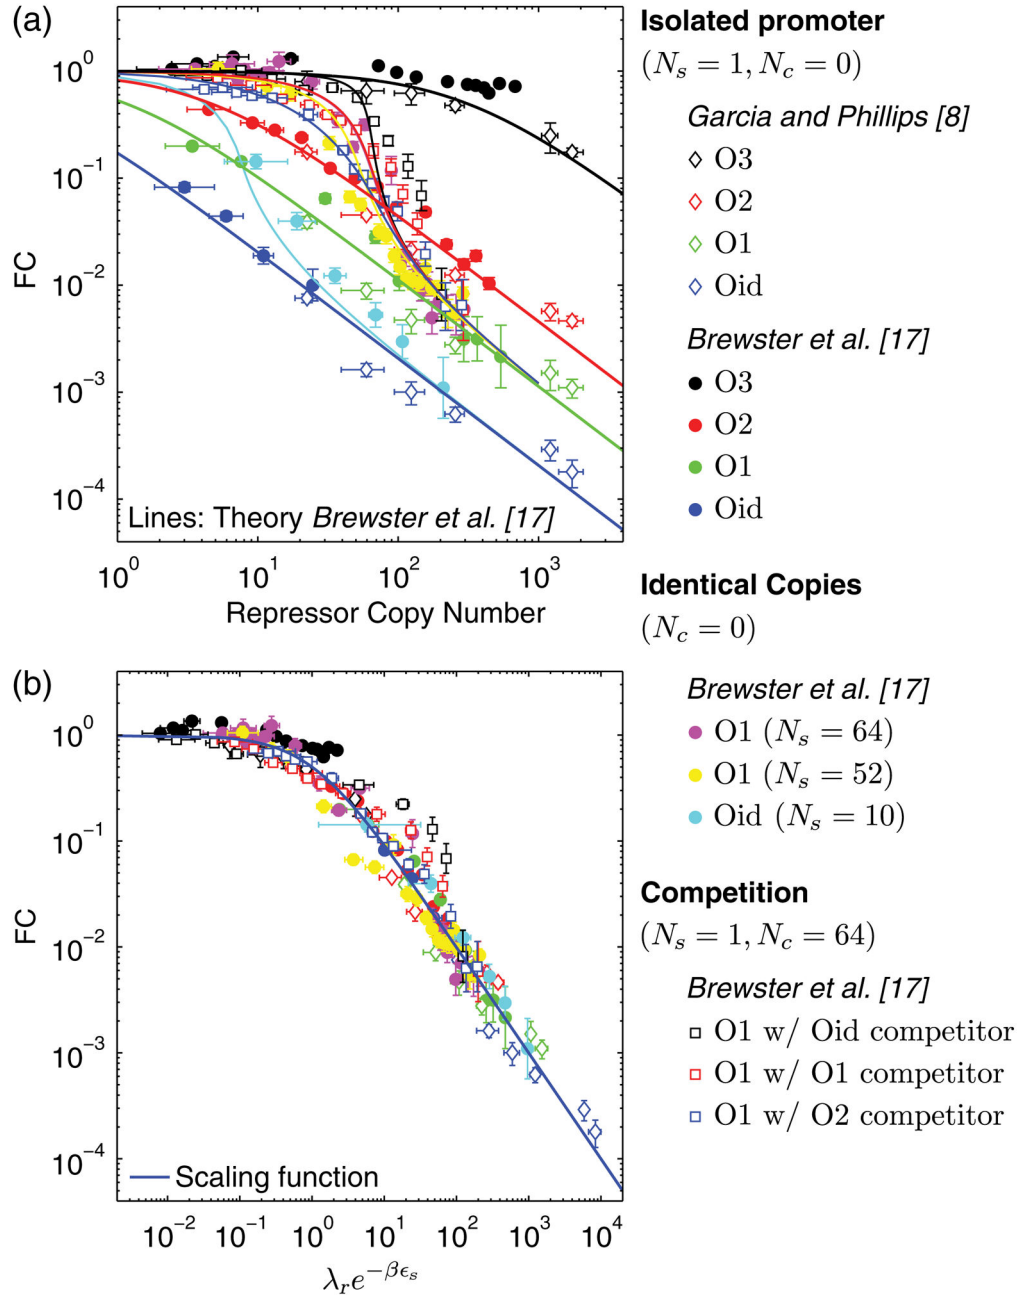 (a)
10^0
10^-1
10^-2
10^-3
10^-4
FC
Lines: Theory Brewster et al. [17]
10^0 10^1 10^2 10^3
Repressor Copy Number
Isolated promoter
(N_s = 1, N_c = 0)
Garcia and Phillips [8]
O3
O2
O1
Oid
Brewster et al. [17]
O3
O2
O1
Oid
Identical Copies
(N_c = 0)
Brewster et al. [17]
O1 (N_s = 64)
O1 (N_s = 52)
Oid (N_s = 10)
Competition
(N_s = 1, N_c = 64)
Brewster et al. [17]
O1 w/ Oid competitor
O1 w/ O1 competitor
O1 w/ O2 competitor
(b)
10^0
10^-1
10^-2
10^-3
10^-4
FC
Scaling function
10^-2 10^-1 10^0 10^1 10^2 10^3 10^4
λ_r e^{-βϵ_s}